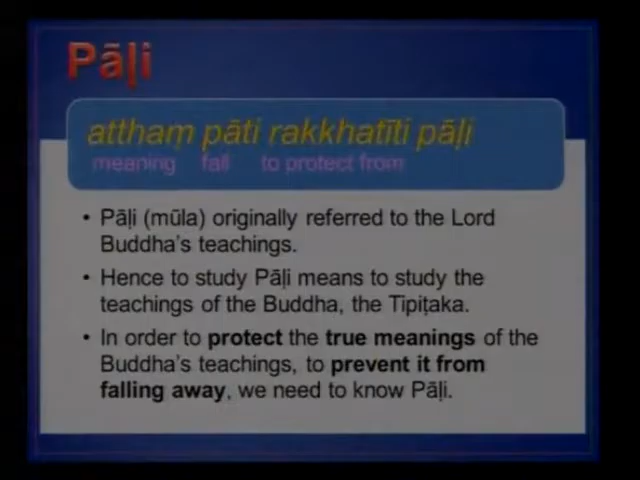 Pāḷi
atthaṃ pāti rakkhatīti pāḷi
meaning fall to protect from
• Pāḷi (mūla) originally referred to the Lord
Buddha's teachings.
• Hence to study Pāḷi means to study the
teachings of the Buddha, the Tipiṭaka.
• In order to protect the true meanings of the
Buddha's teachings, to prevent it from
falling away, we need to know Pāḷi.